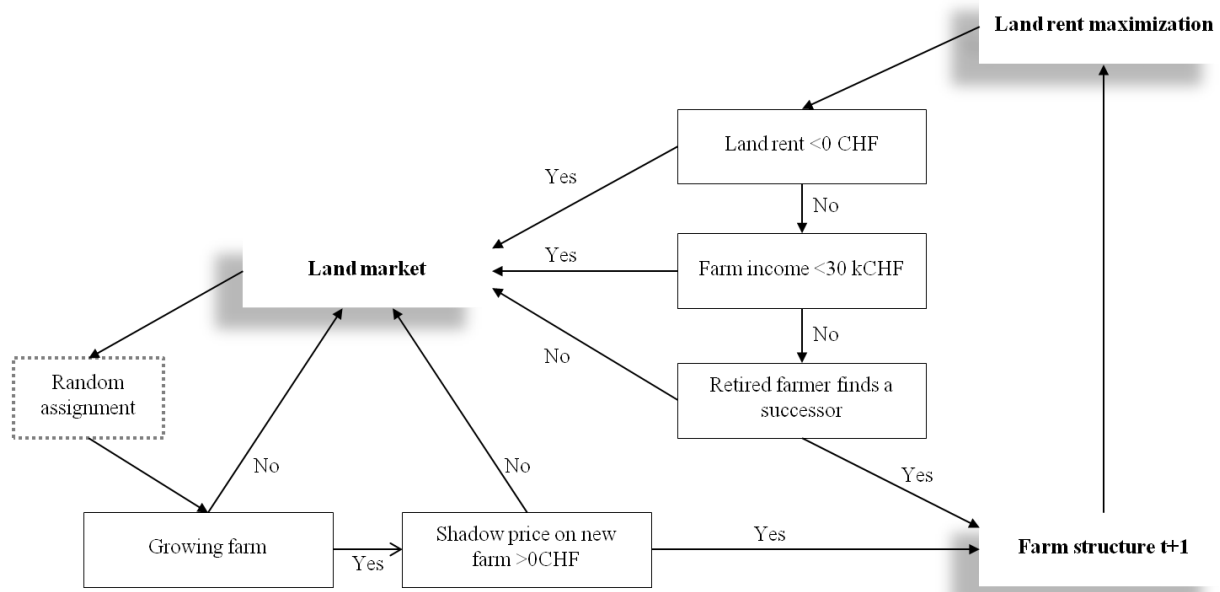 Land rent maximization
Land rent <0 CHF
Yes
No
Land market
Yes
Farm income <30 kCHF
No
No
Random
assignment
Retired farmer finds a
successor
No
No
Yes
Growing farm
Yes
Shadow price on new
farm >0CHF
Yes
Farm structure t+1